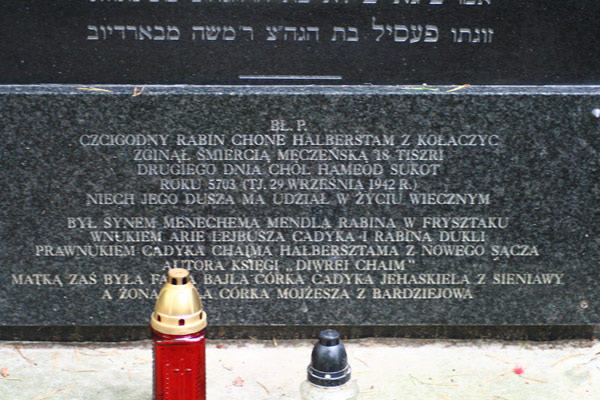 זוגתו פעסיל בת הגה״צ ר׳משה מבארדיוב
BŁ. P.
CZCIGODNY RABIN CHONE HALBERSTAM Z KOŁACZYC
ZGINĄŁ ŚMIERCIĄ MĘCZEŃSKĄ 18 TISZRI
DRUGIEGO DNIA CHOL HAMEOD SUKOT
ROKU 5703 (TJ. 29 WRZEŚNIA 1942 R.)
NIECH JEGO DUSZA MA UDZIAŁ W ŻYCIU WIECZNYM
BYŁ SYNEM MENECHEMA MENDLA RABINA W FRYSZTAKU
WNUKIEM ARIE LEJBUSZA CADYKA I RABINA DUKLI
PRAWNUKIEM CADYKA CHAIMA HALBERSZTAMA Z NOWEGO SĄCZA
AUTORA KSIĘGI „DIWREI CHAIM"
MATKĄ ZAŚ BYŁA BAJLA CÓRKA CADYKA JEHASKIELA Z SIENIAWY
A ŻONĄ CÓRKA MOJŻESZA Z BARDZIEJOWA